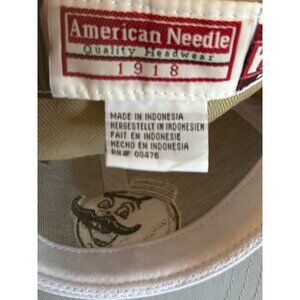 American Needle
Quality Headwear
1918
MADE IN INDONESIA
HERGESTELLT IN INDONESIEN
FAIT EN INDONESIE
HECHO EN INDONESIA
RN# 00476